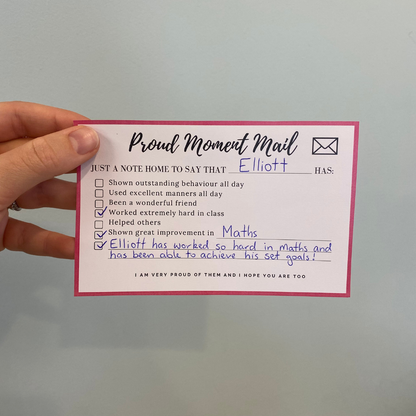 Proud Moment Mail
JUST A NOTE HOME TO SAY THAT Elliott HAS:
Shown outstanding behaviour all day
Used excellent manners all day
Been a wonderful friend
Worked extremely hard in class
Helped others
Shown great improvement in Maths
Elliott has worked so hard in maths and
has been able to achieve his set goals!
I AM VERY PROUD OF THEM AND I HOPE YOU ARE TOO